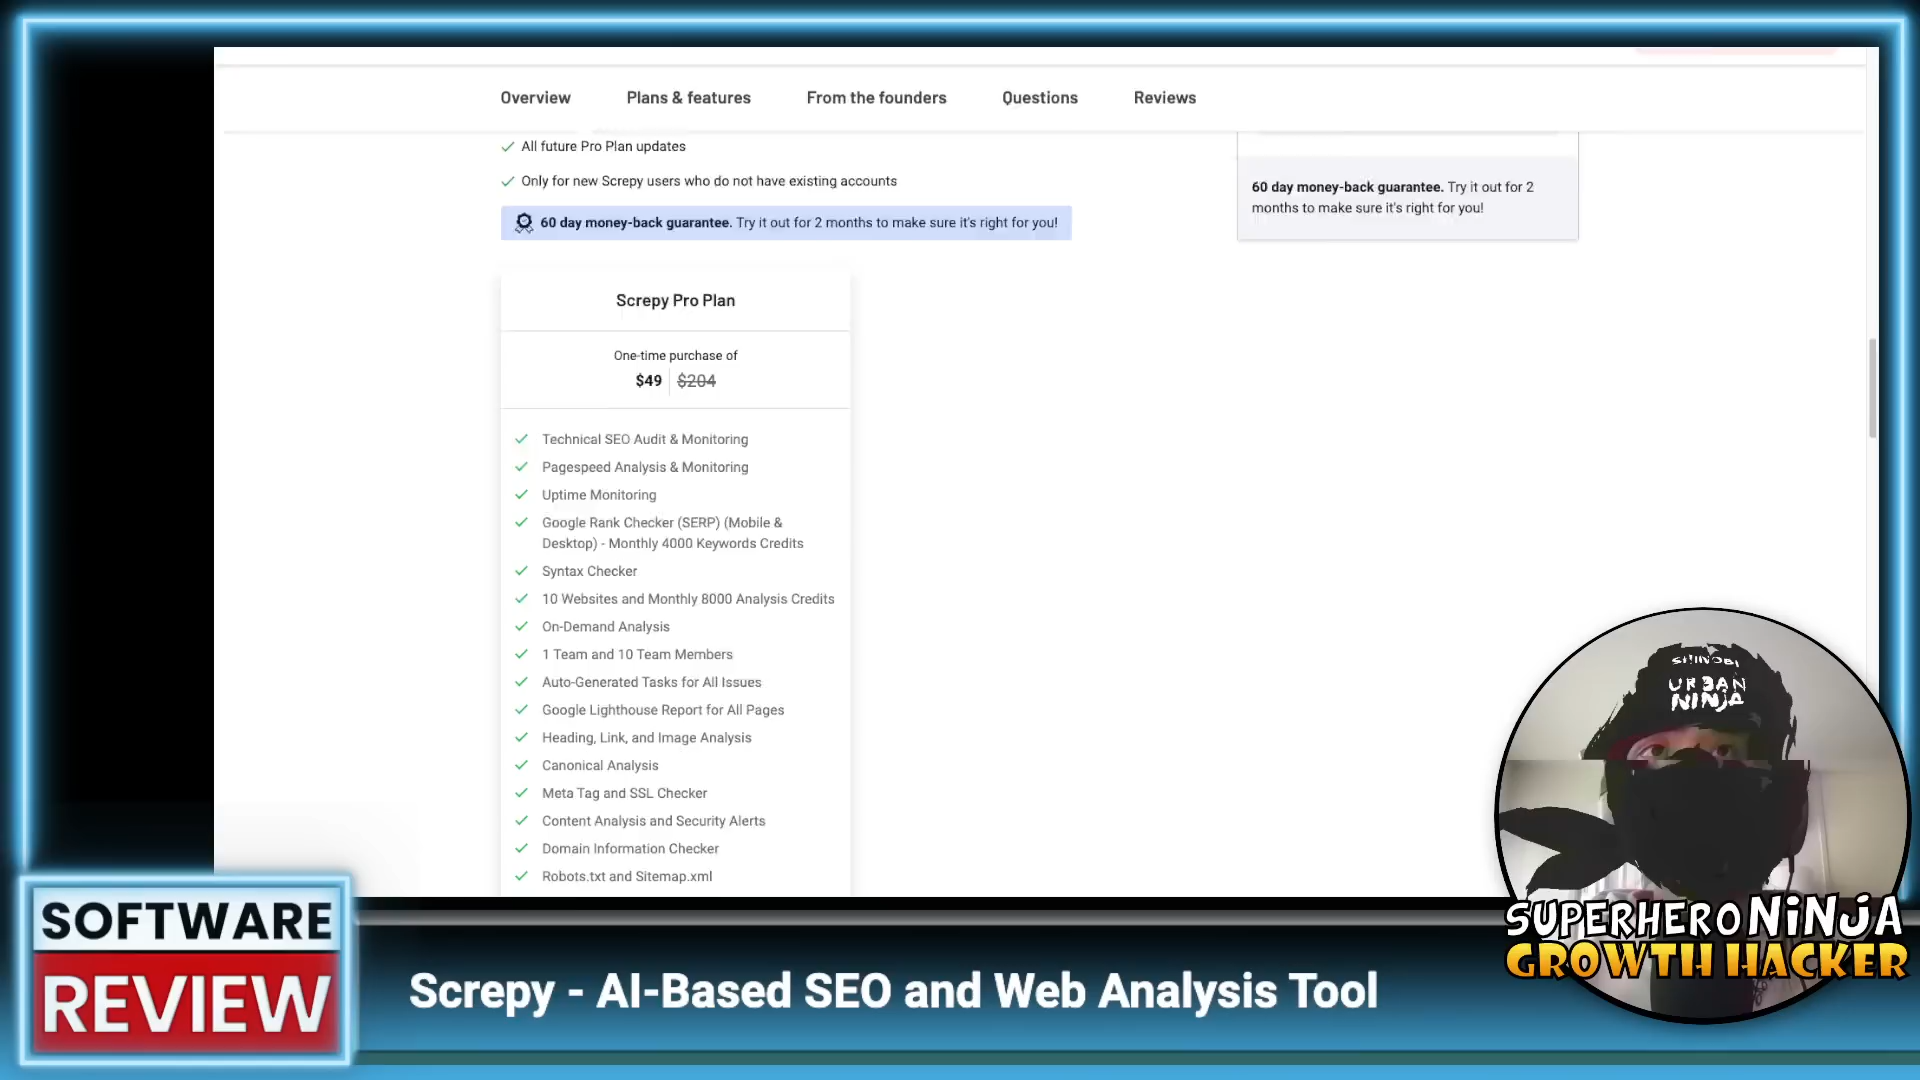 Overview Plans & features From the founders Questions Reviews
All future Pro Plan updates
Only for new Screpy users who do not have existing accounts
60 day money-back guarantee. Try it out for 2 months to make sure it's right for you!
60 day money-back guarantee. Try it out for 2
months to make sure it's right for you!
Screpy Pro Plan
One-time purchase of
$49 $204
Technical SEO Audit & Monitoring
Pagespeed Analysis & Monitoring
Uptime Monitoring
Google Rank Checker (SERP) (Mobile &
Desktop) - Monthly 4000 Keywords Credits
Syntax Checker
10 Websites and Monthly 8000 Analysis Credits
On-Demand Analysis
1 Team and 10 Team Members
Auto-Generated Tasks for All Issues
Google Lighthouse Report for All Pages
Heading, Link, and Image Analysis
Canonical Analysis
Meta Tag and SSL Checker
Content Analysis and Security Alerts
Domain Information Checker
Robots.txt and Sitemap.xml
SHINOBI
URBAN
NINJA
SUPERHERO NINJA
GROWTH HACKER
SOFTWARE
REVIEW
Screpy - AI-Based SEO and Web Analysis Tool